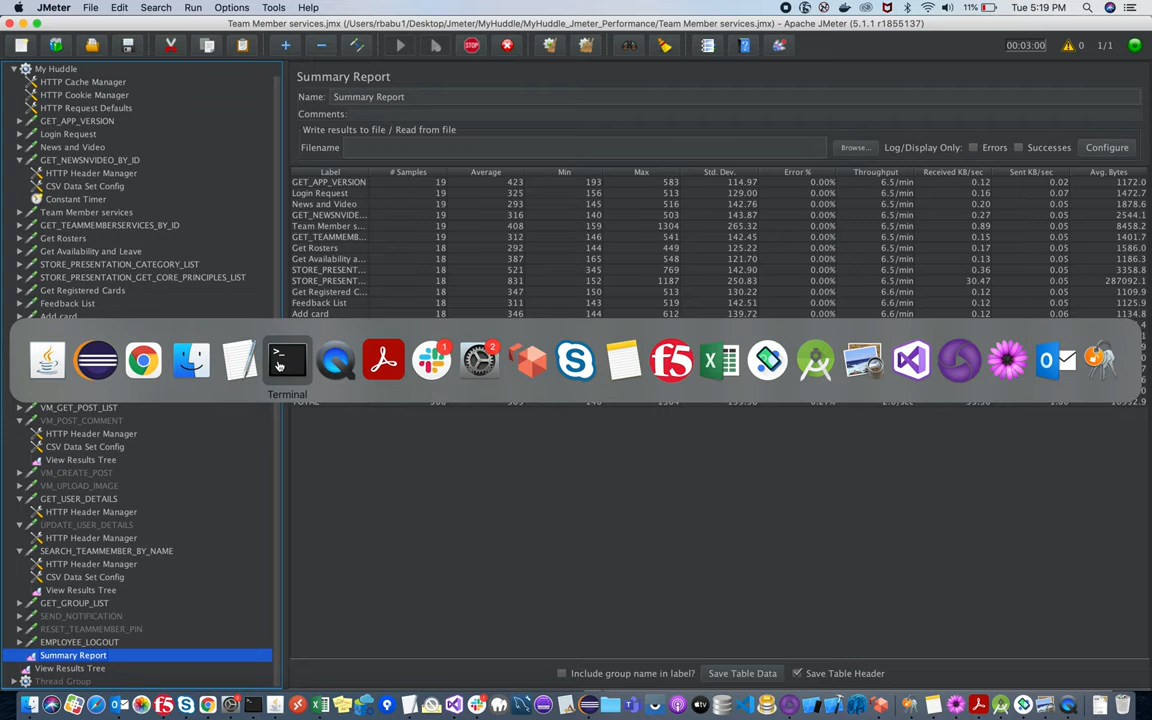 JMeter File Edit Search Run Options Tools Help 11% Tue 5:19 PM
Team Member services.jmx (/Users/rbabu1/Desktop/Jmeter/MyHuddle/MyHuddle_Jmeter_Performance/Team Member services.jmx) - Apache JMeter (5.1.1 r1855137)
STOP 00:03:00 0 1/1
My Huddle
HTTP Cache Manager
HTTP Cookie Manager
HTTP Request Defaults
GET_APP_VERSION
Login Request
News and Video
GET_NEWSNVIDEO_BY_ID
HTTP Header Manager
CSV Data Set Config
Constant Timer
Team Member services
GET_TEAMMEMBERSERVICES_BY_ID
Get Rosters
Get Availability and Leave
STORE_PRESENTATION_CATEGORY_LIST
STORE_PRESENTATION_GET_CORE_PRINCIPLES_LIST
Get Registered Cards
Feedback List
Add card
VM_GET_POST_LIST
VM_POST_COMMENT
HTTP Header Manager
CSV Data Set Config
View Results Tree
VM_CREATE_POST
VM_UPLOAD_IMAGE
GET_USER_DETAILS
HTTP Header Manager
UPDATE_USER_DETAILS
HTTP Header Manager
SEARCH_TEAMMEMBER_BY_NAME
HTTP Header Manager
CSV Data Set Config
View Results Tree
GET_GROUP_LIST
SEND_NOTIFICATION
RESET_TEAMMEMBER_PIN
EMPLOYEE_LOGOUT
Summary Report
View Results Tree
Thread Group
Summary Report
Name: Summary Report
Comments:
Write results to file / Read from file
Filename Browse... Log/Display Only: Errors Successes Configure
Label # Samples Average Min Max Std. Dev. Error % Throughput Received KB/sec Sent KB/sec Avg. Bytes
GET_APP_VERSION 19 423 193 583 114.97 0.00% 6.5/min 0.12 0.02 1172.0
Login Request 19 325 156 513 129.00 0.00% 6.5/min 0.16 0.07 1472.7
News and Video 19 293 145 516 142.76 0.00% 6.5/min 0.20 0.05 1878.6
GET_NEWSNVIDE... 19 316 140 503 143.87 0.00% 6.5/min 0.27 0.05 2544.1
Team Member s... 19 408 159 1304 265.32 0.00% 6.5/min 0.89 0.05 8458.2
GET_TEAMMEMB... 19 312 146 541 142.45 0.00% 6.5/min 0.15 0.05 1401.7
Get Rosters 18 290 144 449 125.22 0.00% 6.5/min 0.17 0.05 1586.0
Get Availability a... 18 387 165 548 121.70 0.00% 6.5/min 0.13 0.05 1186.3
STORE_PRESENT... 18 521 345 769 142.90 0.00% 6.6/min 0.36 0.05 3358.8
STORE_PRESENT... 18 831 152 1187 250.83 0.00% 6.5/min 30.47 0.05 287092.1
Get Registered C... 18 347 150 513 130.22 0.00% 6.6/min 0.12 0.05 1109.9
Feedback List 18 311 143 519 142.51 0.00% 6.6/min 0.12 0.05 1125.9
Add card 18 346 144 612 139.72 0.00% 6.6/min 0.12 0.06 1134.8
1
2
Terminal
Include group name in label? Save Table Data Save Table Header